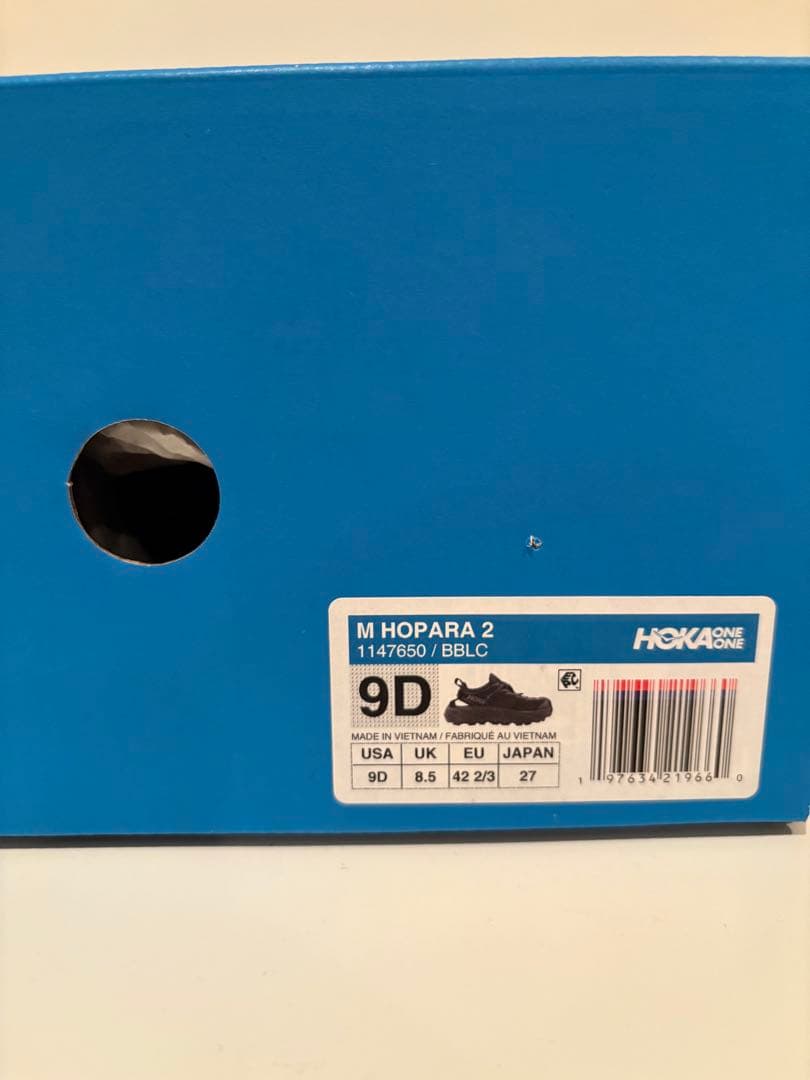 M HOPARA 2
1147650 / BBLC
HOKA ONE ONE
9D
MADE IN VIETNAM / FABRIQUÉ AU VIETNAM
USA UK EU JAPAN
9D 8.5 42 2/3 27
1 97634 21966 0